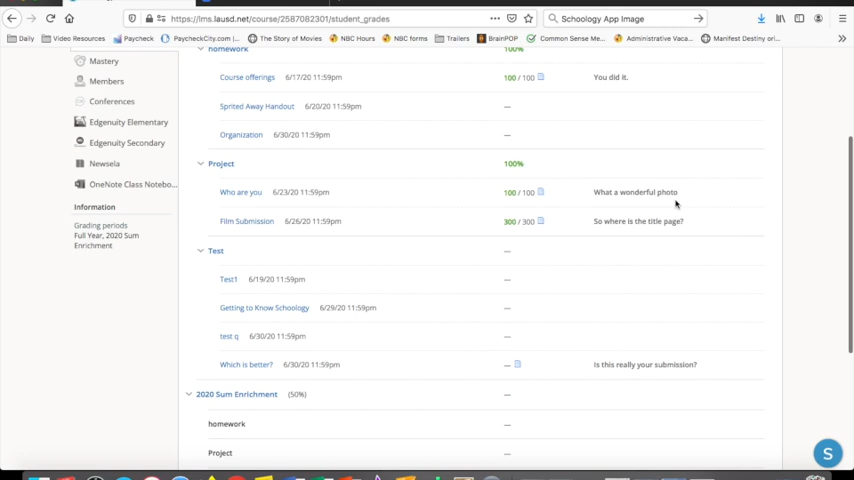 https://lms.lausd.net/course/2587082301/student_grades
Schoology App Image
Daily Video Resources Paycheck PaycheckCity.com |... The Story of Movies NBC Hours NBC forms Trailers BrainPOP Common Sense Me... Administrative Vaca... Manifest Destiny ori...
homework 100%
Mastery
Course offerings 6/17/20 11:59pm 100 / 100 You did it.
Members
Conferences
Sprited Away Handout 6/20/20 11:59pm —
Edgenuity Elementary
Organization 6/30/20 11:59pm —
Edgenuity Secondary
Newsela
Project 100%
OneNote Class Notebo...
Who are you 6/23/20 11:59pm 100 / 100 What a wonderful photo
Information
Grading periods
Full Year, 2020 Sum
Enrichment
Film Submission 6/26/20 11:59pm 300 / 300 So where is the title page?
Test —
Test1 6/19/20 11:59pm —
Getting to Know Schoology 6/29/20 11:59pm —
test q 6/30/20 11:59pm —
Which is better? 6/30/20 11:59pm — Is this really your submission?
2020 Sum Enrichment (50%) —
homework —
Project —
S